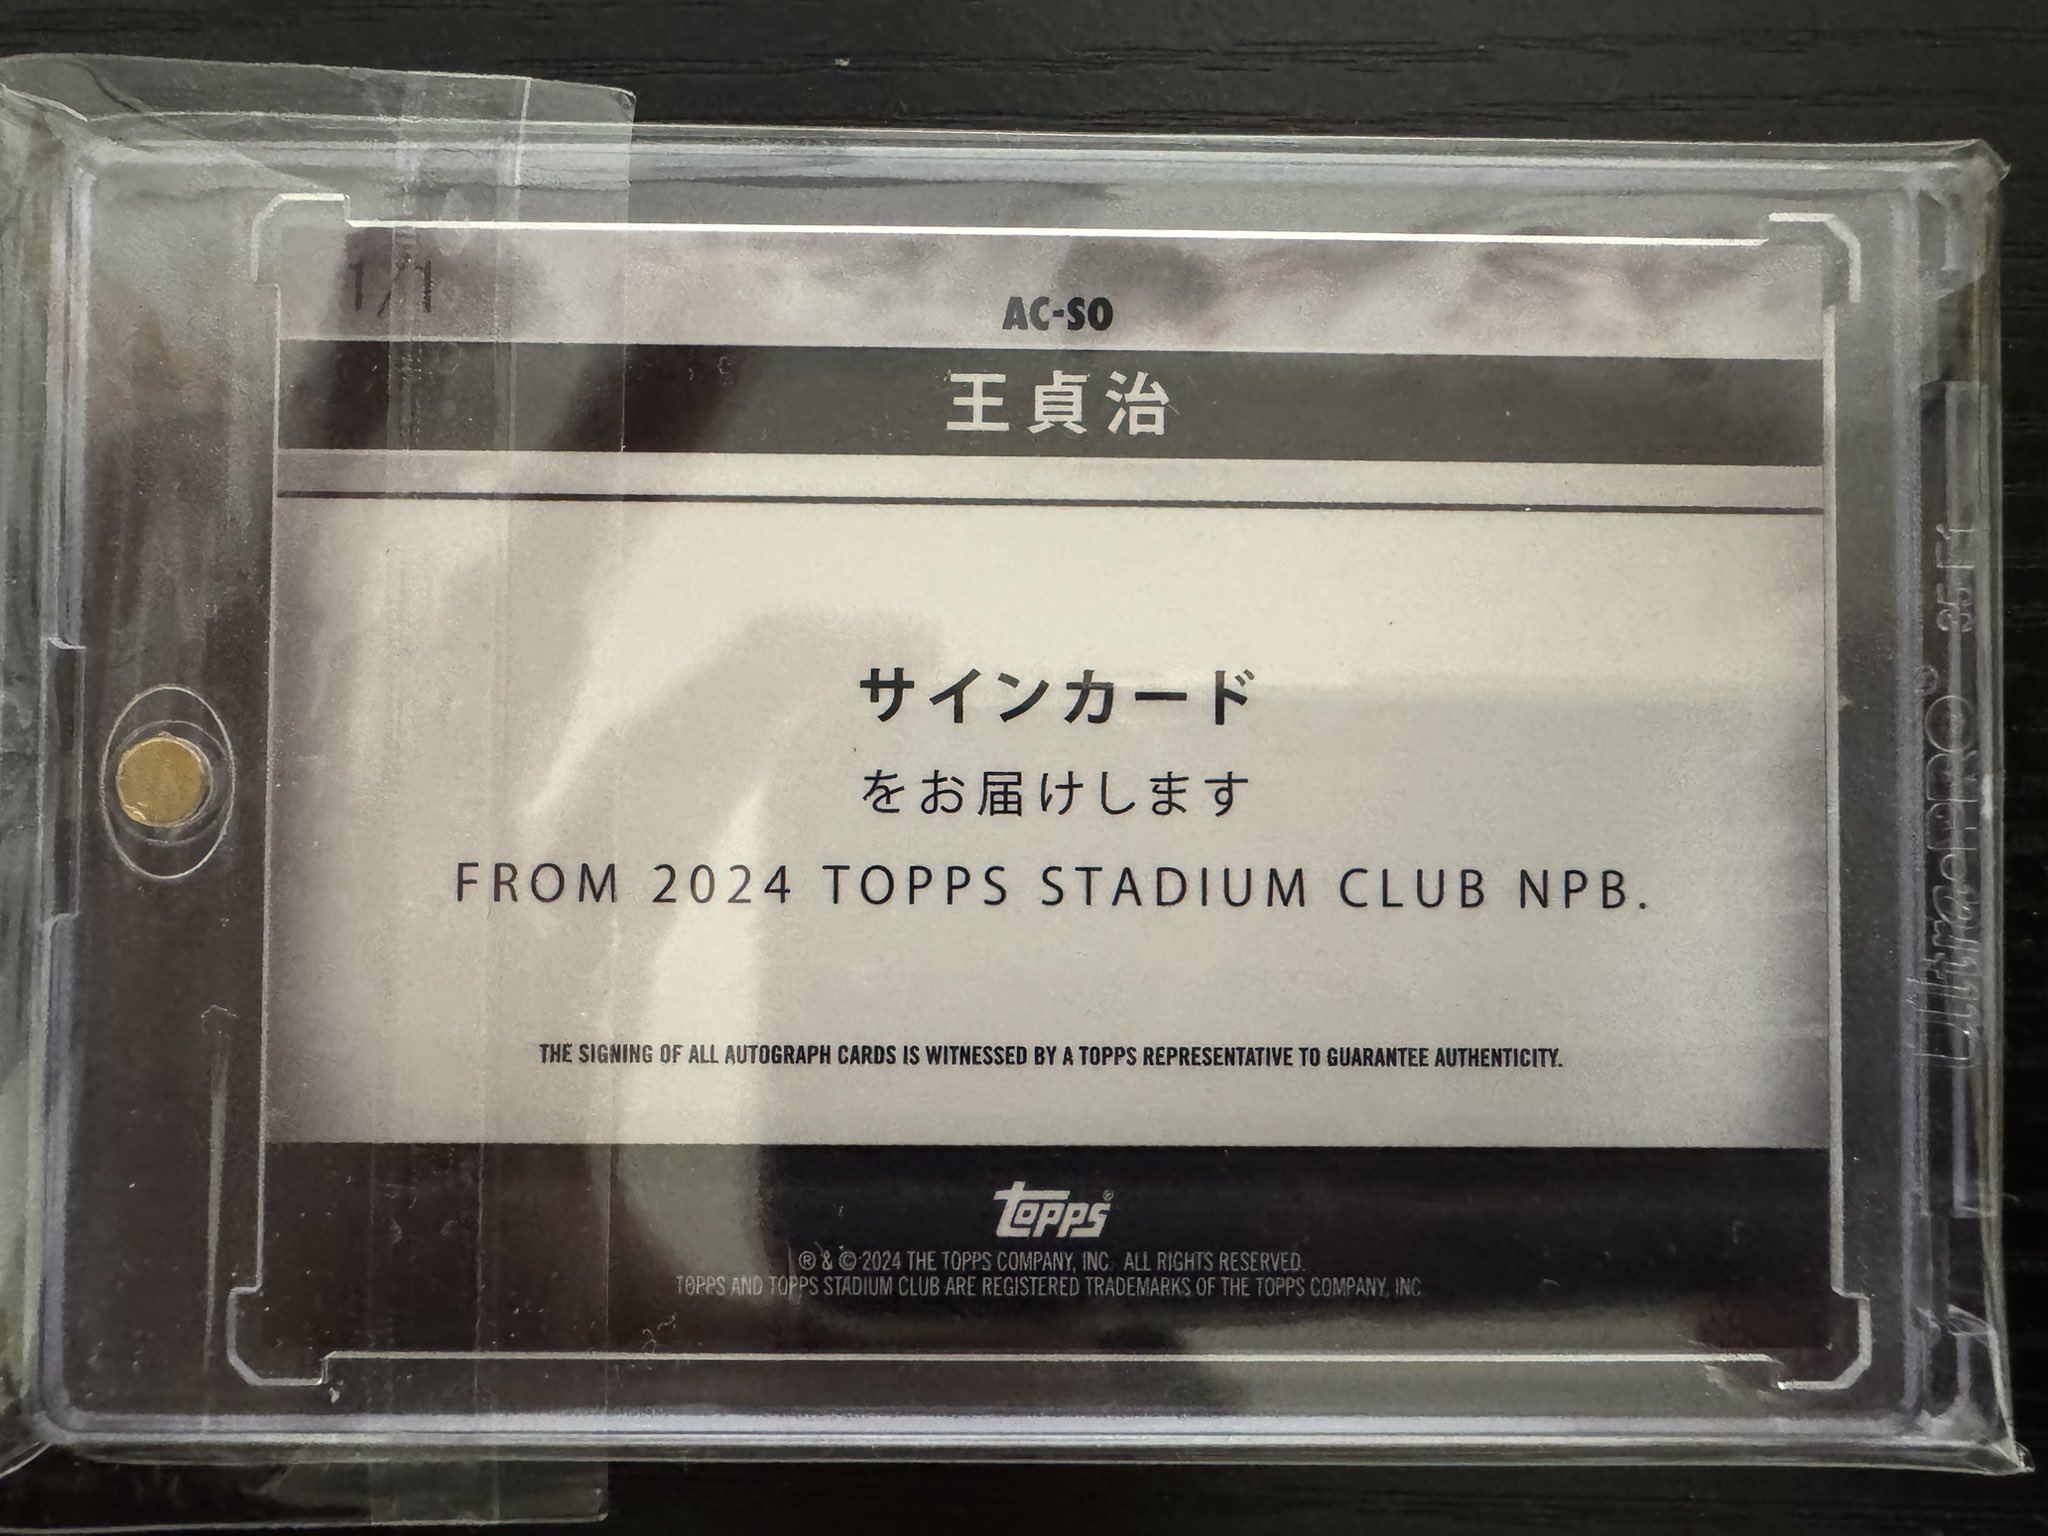 1/1
AC-SO
王貞治
サインカード
をお届けします
FROM 2024 TOPPS STADIUM CLUB NPB.
THE SIGNING OF ALL AUTOGRAPH CARDS IS WITNESSED BY A TOPPS REPRESENTATIVE TO GUARANTEE AUTHENTICITY.
topps®
® & © 2024 THE TOPPS COMPANY, INC. ALL RIGHTS RESERVED.
TOPPS AND TOPPS STADIUM CLUB ARE REGISTERED TRADEMARKS OF THE TOPPS COMPANY, INC
35PT